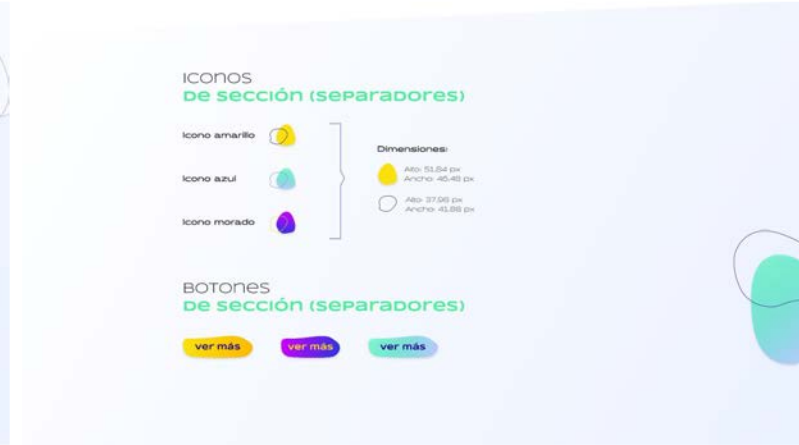 Iconos
de sección (separadores)
Icono amarillo
Icono azul
Icono morado
Dimensiones:
Alto: 51,84 px
Ancho: 46,48 px
Alto: 37,96 px
Ancho: 41,88 px
Botones
de sección (separadores)
ver más
ver más
ver más